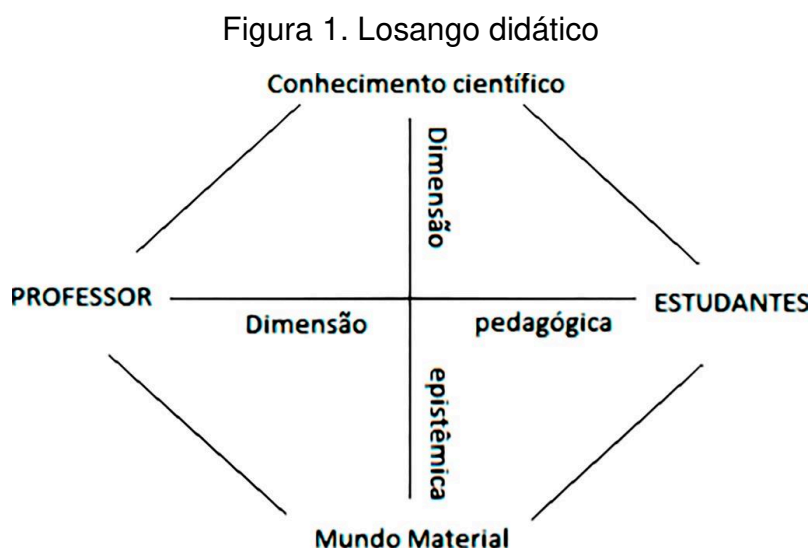 Figura 1. Losango didático
Conhecimento científico
Dimensão
PROFESSOR
ESTUDANTES
Dimensão
pedagógica
epistêmica
Mundo Material